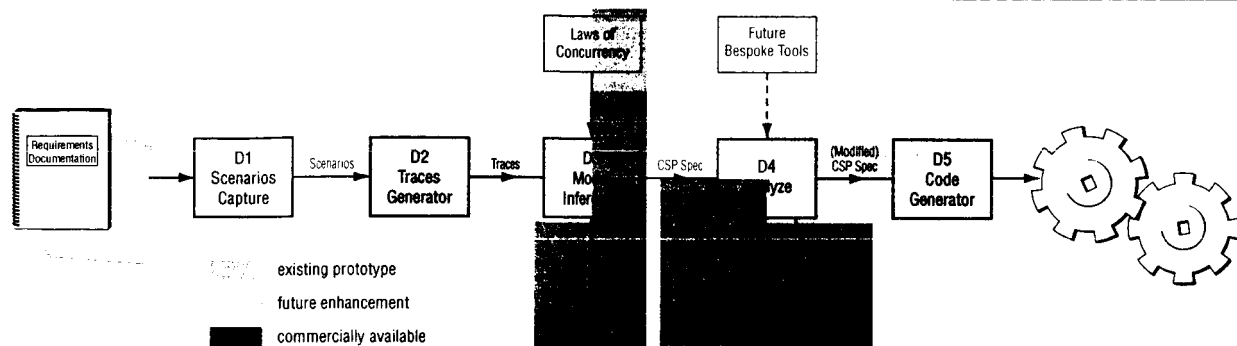 Laws of
Concurrency
Future
Bespoke Tools
Requirements
Documentation
D1
Scenarios
Capture
Scenarios
D2
Traces
Generator
Traces
CSP Spec
D4
(Modified)
CSP Spec
D5
Code
Generator
existing prototype
future enhancement
commercially available